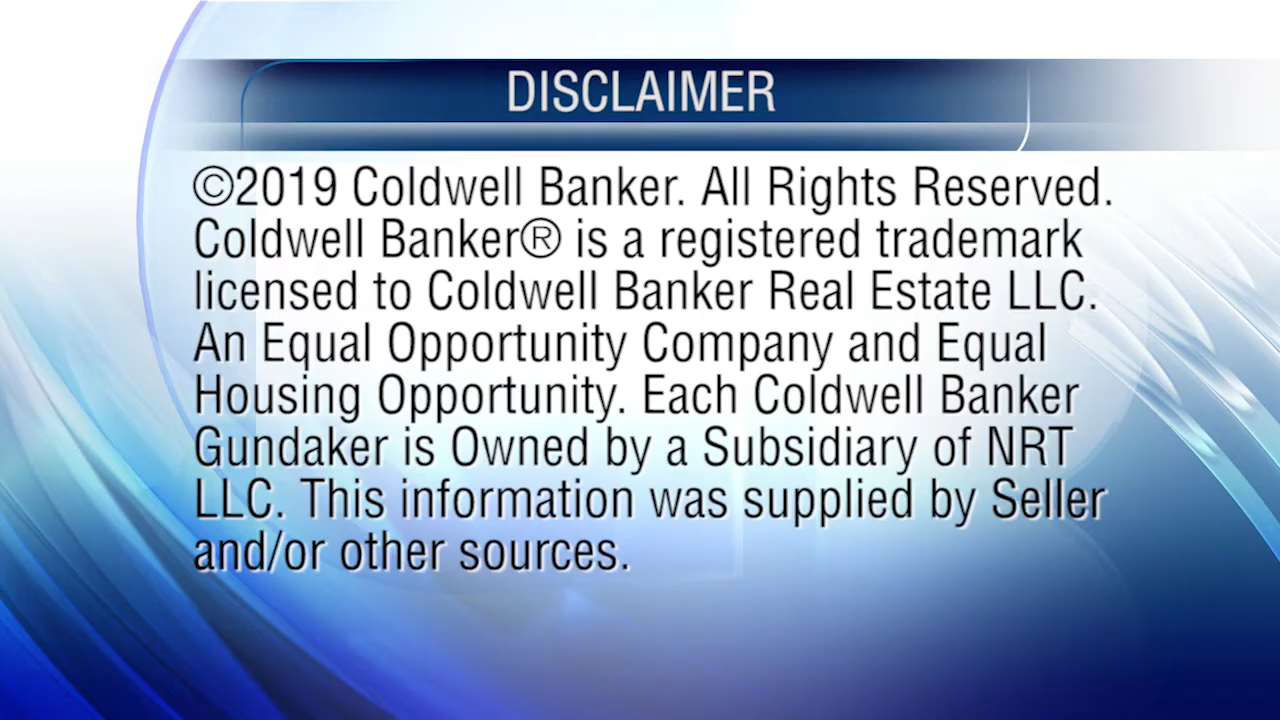 DISCLAIMER
©2019 Coldwell Banker. All Rights Reserved.
Coldwell Banker® is a registered trademark
licensed to Coldwell Banker Real Estate LLC.
An Equal Opportunity Company and Equal
Housing Opportunity. Each Coldwell Banker
Gundaker is Owned by a Subsidiary of NRT
LLC. This information was supplied by Seller
and/or other sources.